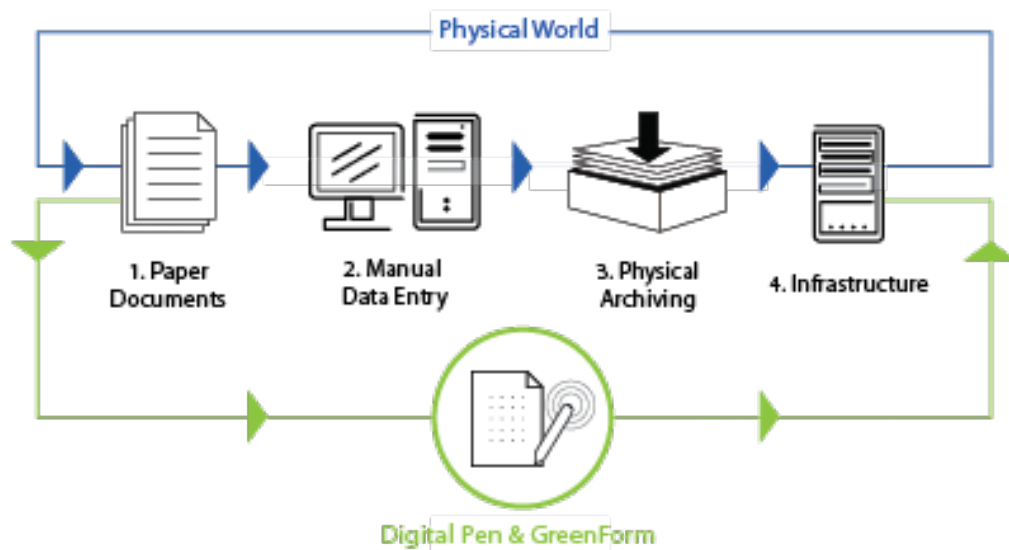 Physical World
1. Paper
Documents
2. Manual
Data Entry
3. Physical
Archiving
4. Infrastructure
Digital Pen & GreenForm